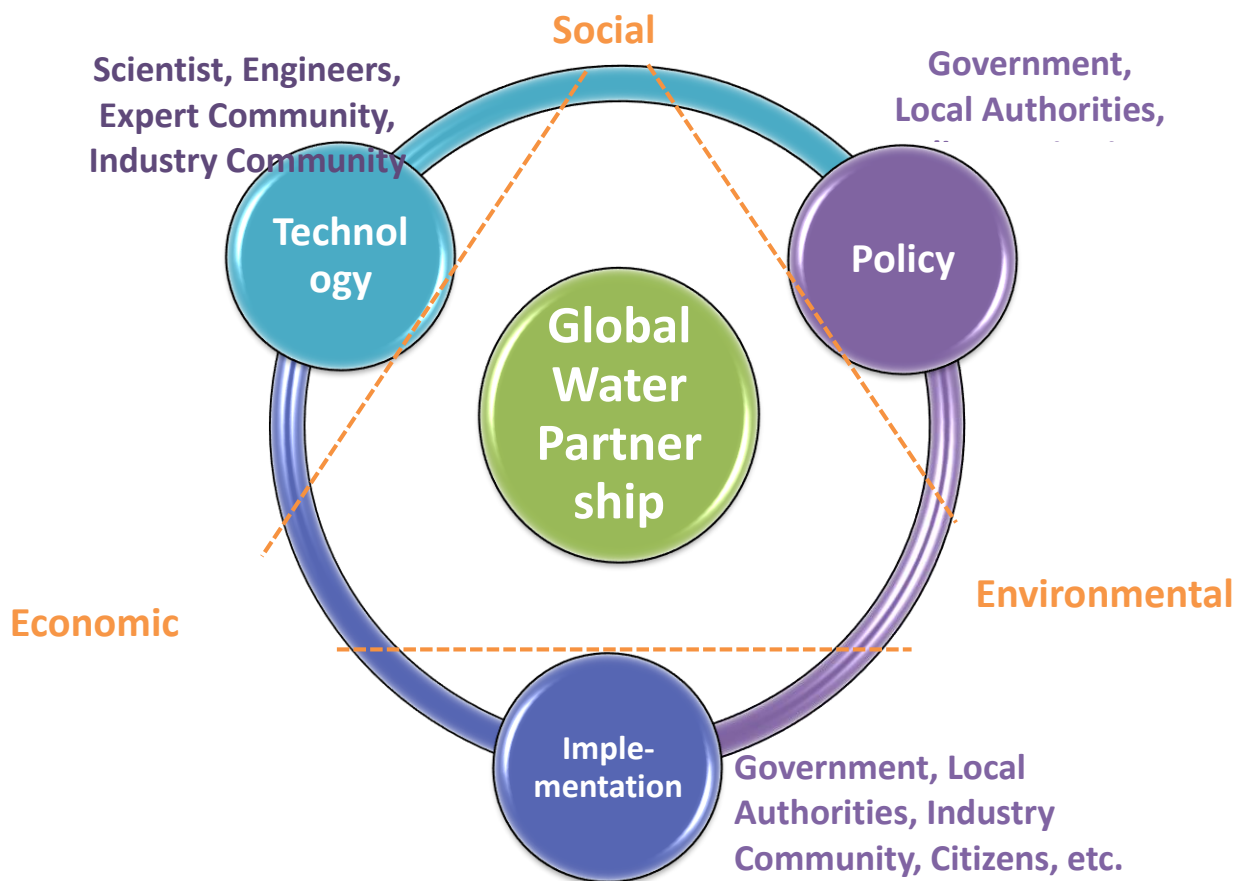 Social
Scientist, Engineers,
Expert Community,
Industry Community
Government,
Local Authorities,
Technol
ogy
Policy
Global
Water
Partner
ship
Economic
Environmental
Imple-
mentation
Government, Local
Authorities, Industry
Community, Citizens, etc.